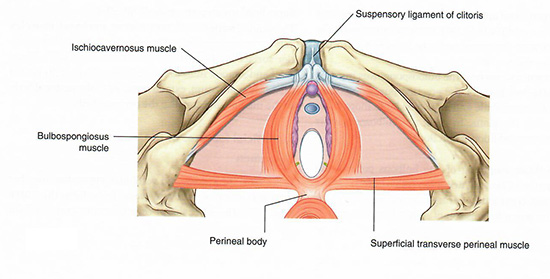 Suspensory ligament of clitoris
Ischiocavernosus muscle
Bulbospongiosus
muscle
Perineal body
Superficial transverse perineal muscle